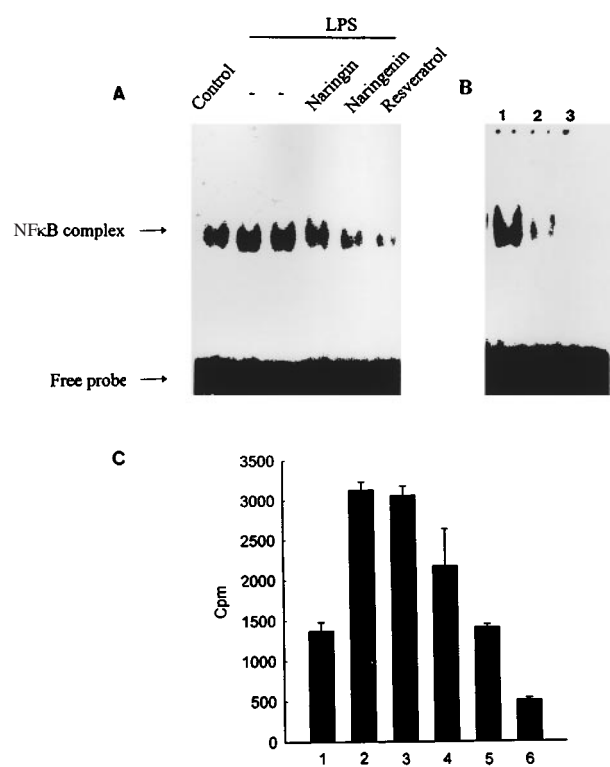 LPS
A
Control
-
-
Naringin
Naringenin
Resveratrol
B
1 2 3
NFκB complex
Free probe
C
3500
3000
2500
2000
1500
1000
500
0
Cpm
1 2 3 4 5 6